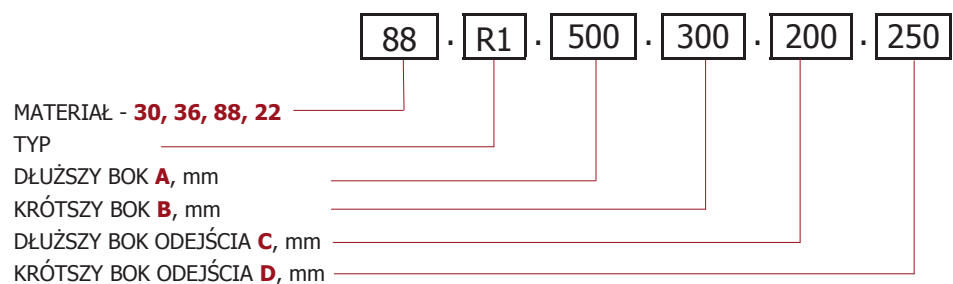 88 . R1 . 500 . 300 . 200 . 250
MATERIAŁ - 30, 36, 88, 22
TYP
DŁUŻSZY BOK A, mm
KRÓTSZY BOK B, mm
DŁUŻSZY BOK ODEJŚCIA C, mm
KRÓTSZY BOK ODEJŚCIA D, mm